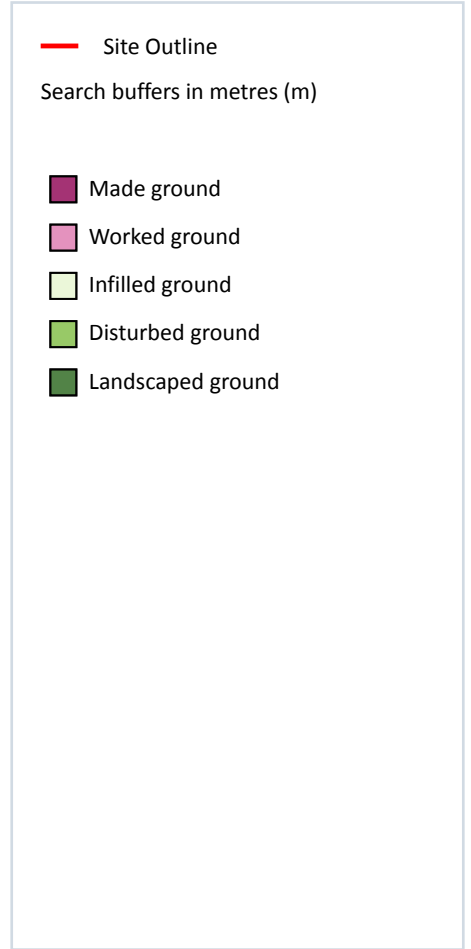 Site Outline
Search buffers in metres (m)
Made ground
Worked ground
Infilled ground
Disturbed ground
Landscaped ground